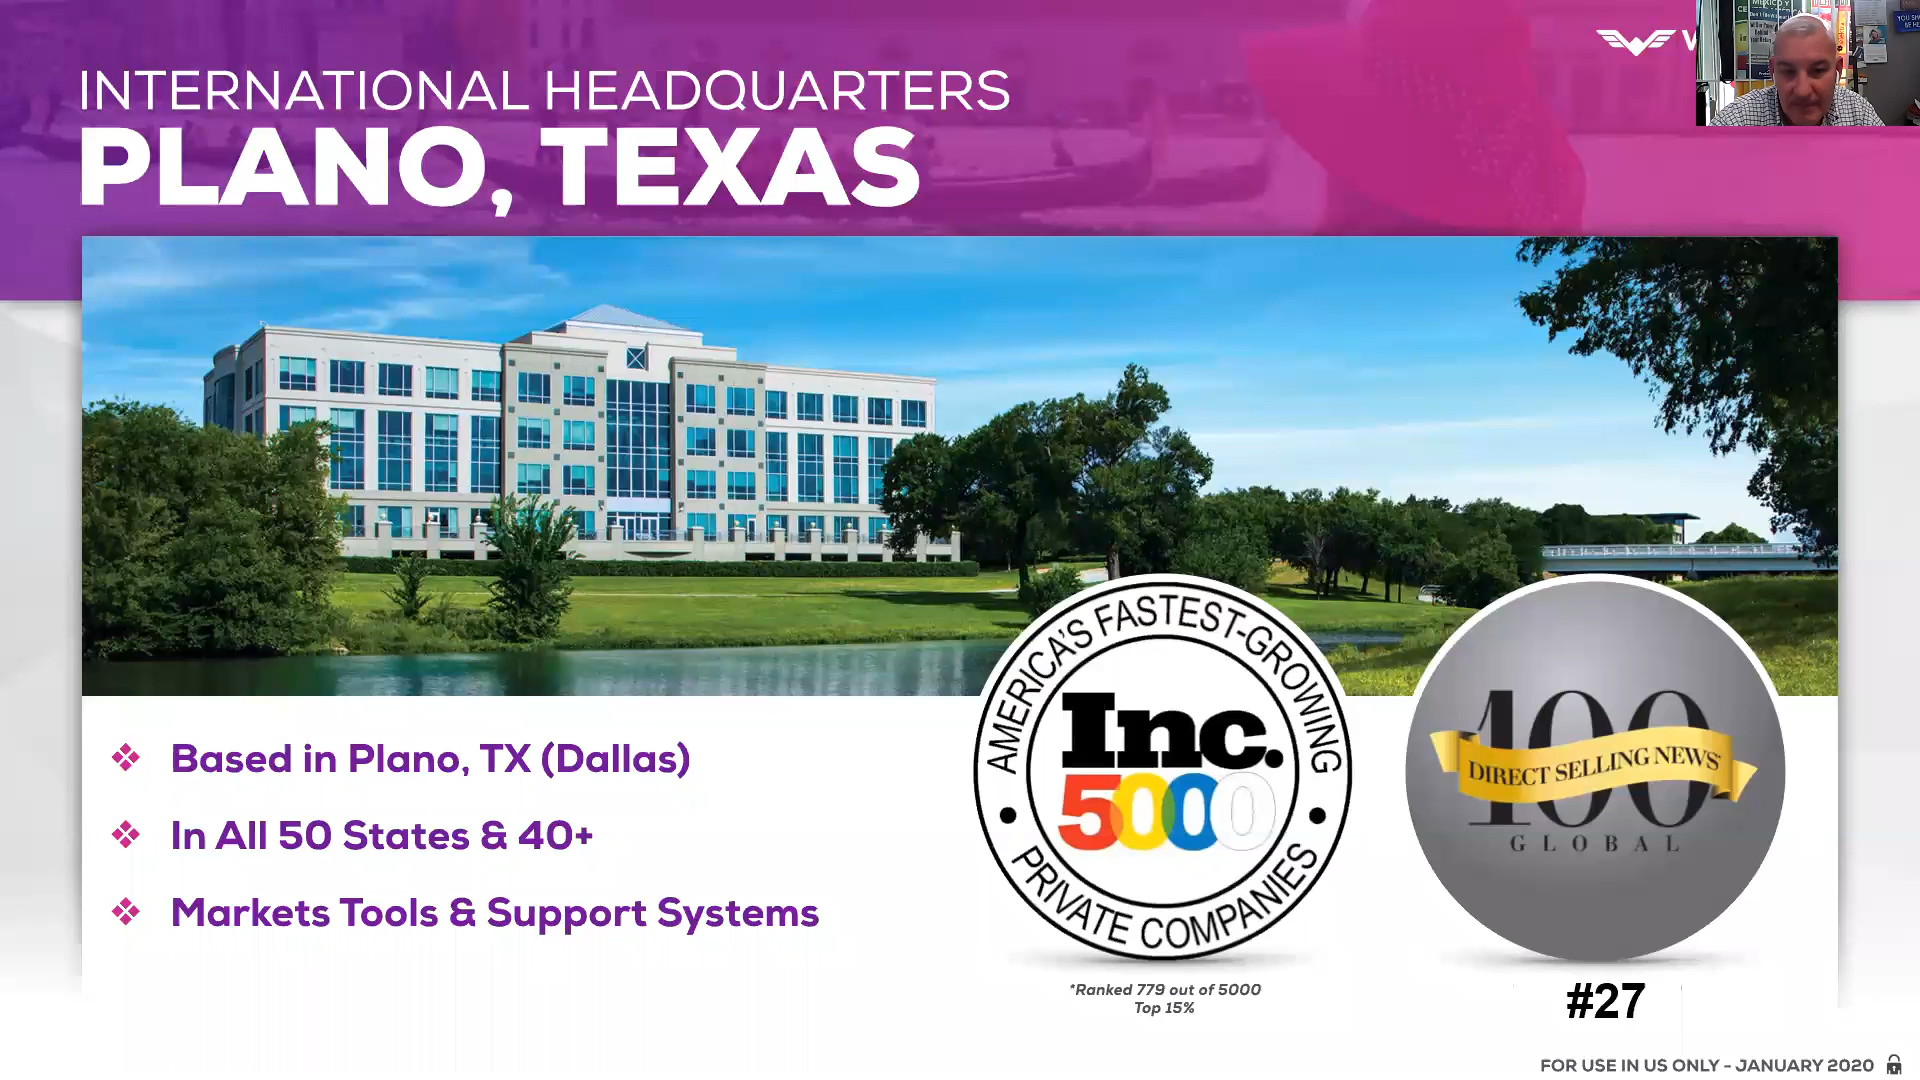 INTERNATIONAL HEADQUARTERS
PLANO, TEXAS
W
MEXICO Y
Based in Plano, TX (Dallas)
In All 50 States & 40+
Markets Tools & Support Systems
AMERICA'S FASTEST-GROWING
Inc.
5000
PRIVATE COMPANIES
*Ranked 779 out of 5000
Top 15%
100
DIRECT SELLING NEWS
GLOBAL
#27
FOR USE IN US ONLY - JANUARY 2020